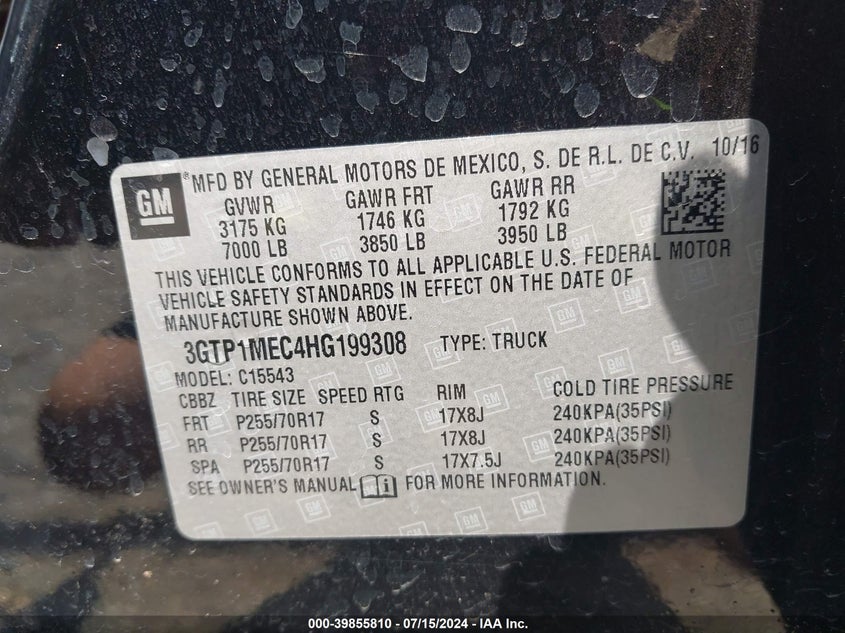 GM
®MFD BY GENERAL MOTORS DE MEXICO, S. DE R.L. DE C.V. 10/16
GVWR GAWR FRT GAWR RR
3175 KG 1746 KG 1792 KG
7000 LB 3850 LB 3950 LB
THIS VEHICLE CONFORMS TO ALL APPLICABLE U.S. FEDERAL MOTOR
VEHICLE SAFETY STANDARDS IN EFFECT ON THE DATE OF
MANUFACTURE SHOWN ABOVE.
3GTP1MEC4HG199308 TYPE: TRUCK
MODEL: C15543
CBBZ TIRE SIZE SPEED RTG RIM COLD TIRE PRESSURE
FRT P255/70R17 S 17X8J 240KPA(35PSI)
RR P255/70R17 S 17X8J 240KPA(35PSI)
SPA P255/70R17 S 17X7.5J 240KPA(35PSI)
SEE OWNER'S MANUAL FOR MORE INFORMATION.
000-39855810 / 07/15/2024 - IAA Inc.